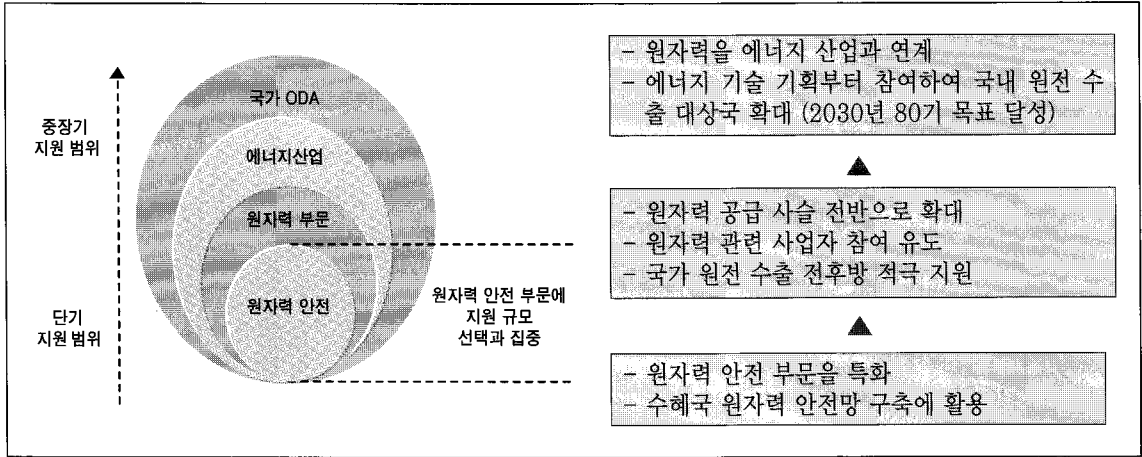 국가 ODA
에너지산업
원자력 부문
원자력 안전
중장기
지원 범위
단기
지원 범위
원자력 안전 부문에
지원 규모
선택과 집중
- 원자력을 에너지 산업과 연계
- 에너지 기술 기획부터 참여하여 국내 원전 수
출 대상국 확대 (2030년 80기 목표 달성)
- 원자력 공급 사슬 전반으로 확대
- 원자력 관련 사업자 참여 유도
- 국가 원전 수출 전후방 적극 지원
- 원자력 안전 부문을 특화
- 수혜국 원자력 안전망 구축에 활용